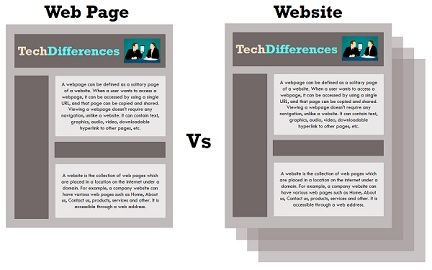 Web Page
TechDifferences
A webpage can be defined as a solitary page
of a website. When a user wants to access a
webpage, it can be accessed by using a single
URL, and that page can be copied and shared.
Viewing a webpage doesn't require any
navigation, unlike a website. It can contain text,
graphics, audio, video, downloadable
hyperlink to other pages, etc.
A website is the collection of web pages which
are placed in a location on the internet under a
domain. For example, a company website can
have various web pages such as Home, About
us, Contact us, products, services and other. It is
accessible through a web address.
Vs
Website
TechDifferences
A webpage can be defined as a solitary page
of a website. When a user wants to access a
webpage, it can be accessed by using a single
URL, and that page can be copied and shared.
Viewing a webpage doesn't require any
navigation, unlike a website. It can contain text,
graphics, audio, video, downloadable
hyperlink to other pages, etc.
A website is the collection of web pages which
are placed in a location on the internet under a
domain. For example, a company website can
have various web pages such as Home, About
us, Contact us, products, services and other. It is
accessible through a web address.